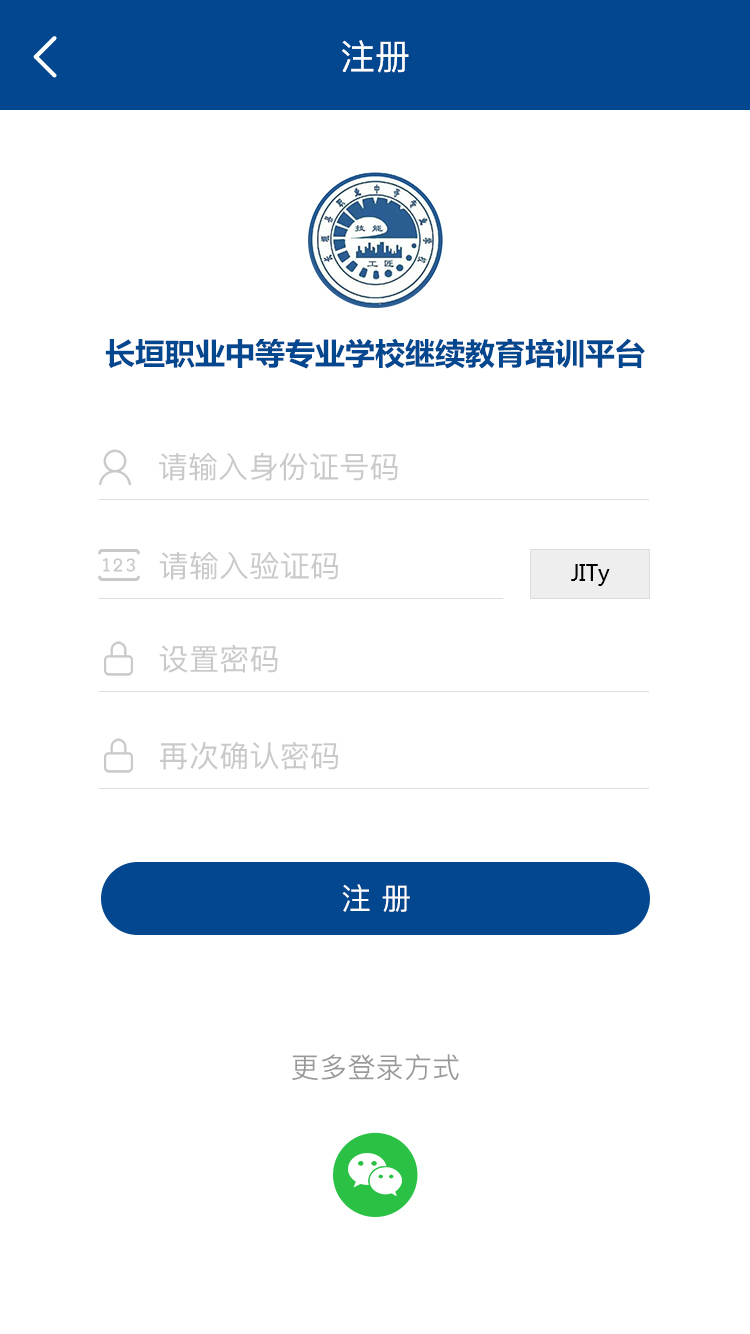 注册
技能
工匠
长垣职业中等专业学校继续教育培训平台
请输入身份证号码
123 请输入验证码 JITy
设置密码
再次确认密码
注 册
更多登录方式